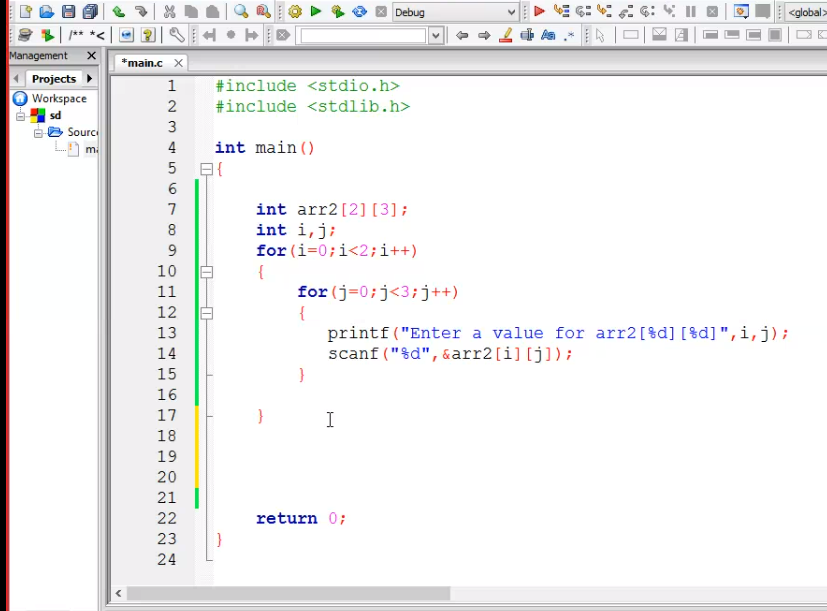 Debug
<global>
/** *<
Management
Projects
*main.c
Workspace
sd
Sourc
ma
1 #include <stdio.h>
2 #include <stdlib.h>
3
4 int main()
5 {
6
7 int arr2[2][3];
8 int i,j;
9 for(i=0;i<2;i++)
10 {
11 for(j=0;j<3;j++)
12 {
13 printf("Enter a value for arr2[%d][%d]",i,j);
14 scanf("%d",&arr2[i][j]);
15 }
16
17 }
18
19
20
21
22 return 0;
23 }
24